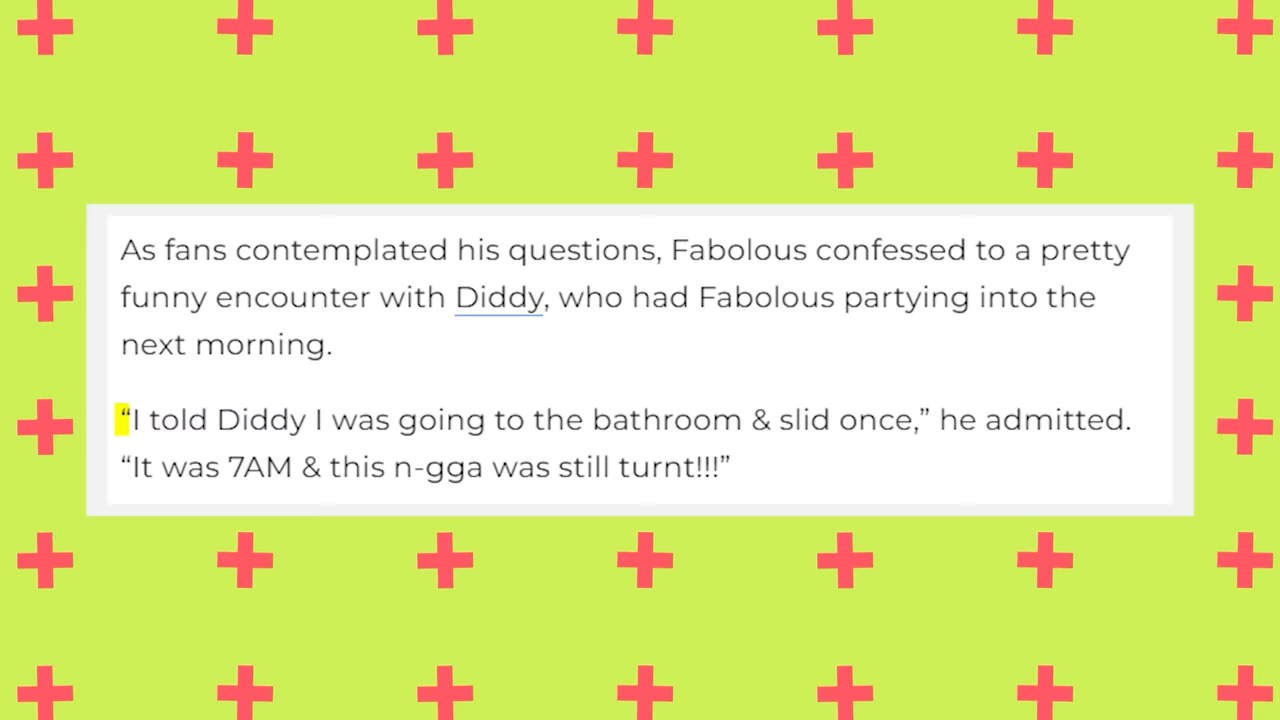 As fans contemplated his questions, Fabolous confessed to a pretty
funny encounter with Diddy, who had Fabolous partying into the
next morning.
“I told Diddy I was going to the bathroom & slid once,” he admitted.
“It was 7AM & this n-gga was still turnt!!!”